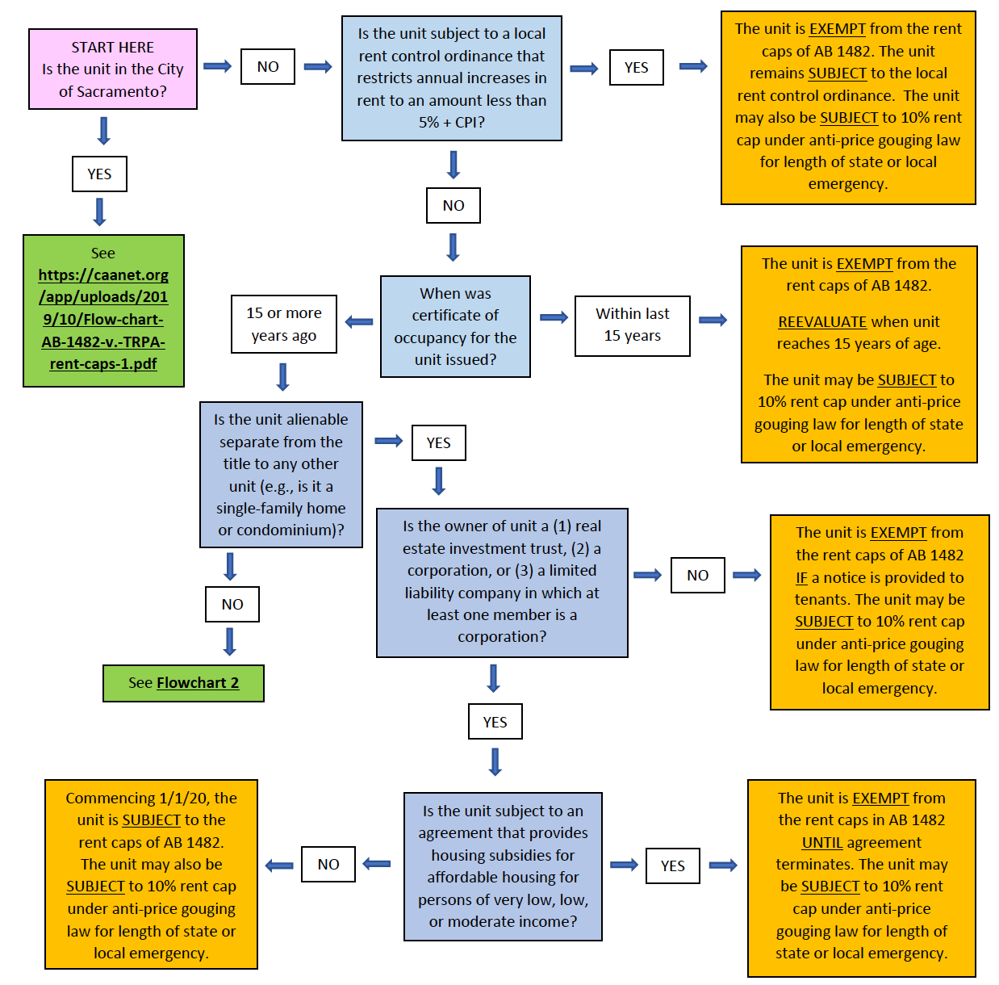 START HERE
Is the unit in the City
of Sacramento?
NO
Is the unit subject to a local
rent control ordinance that
restricts annual increases in
rent to an amount less than
5% + CPI?
YES
The unit is EXEMPT from the rent
caps of AB 1482. The unit
remains SUBJECT to the local
rent control ordinance. The unit
may also be SUBJECT to 10% rent
cap under anti-price gouging law
for length of state or local
emergency.
YES
See
https://caanet.org
/app/uploads/201
9/10/Flow-chart-
AB-1482-v.-TRPA-
rent-caps-1.pdf
NO
When was
certificate of
occupancy for the
unit issued?
Within last
15 years
The unit is EXEMPT from the
rent caps of AB 1482.
REEVALUATE when unit
reaches 15 years of age.
The unit may be SUBJECT to
10% rent cap under anti-price
gouging law for length of state
or local emergency.
15 or more
years ago
Is the unit alienable
separate from the
title to any other
unit (e.g., is it a
single-family home
or condominium)?
YES
NO
See Flowchart 2
Is the owner of unit a (1) real
estate investment trust, (2) a
corporation, or (3) a limited
liability company in which at
least one member is a
corporation?
NO
The unit is EXEMPT from
the rent caps of AB 1482
IF a notice is provided to
tenants. The unit may be
SUBJECT to 10% rent cap
under anti-price gouging
law for length of state or
local emergency.
YES
Is the unit subject to an
agreement that provides
housing subsidies for
affordable housing for
persons of very low, low,
or moderate income?
NO
Commencing 1/1/20, the
unit is SUBJECT to the
rent caps of AB 1482.
The unit may also be
SUBJECT to 10% rent cap
under anti-price gouging
law for length of state or
local emergency.
YES
The unit is EXEMPT from
the rent caps in AB 1482
UNTIL agreement
terminates. The unit may
be SUBJECT to 10% rent
cap under anti-price
gouging law for length of
state or local emergency.